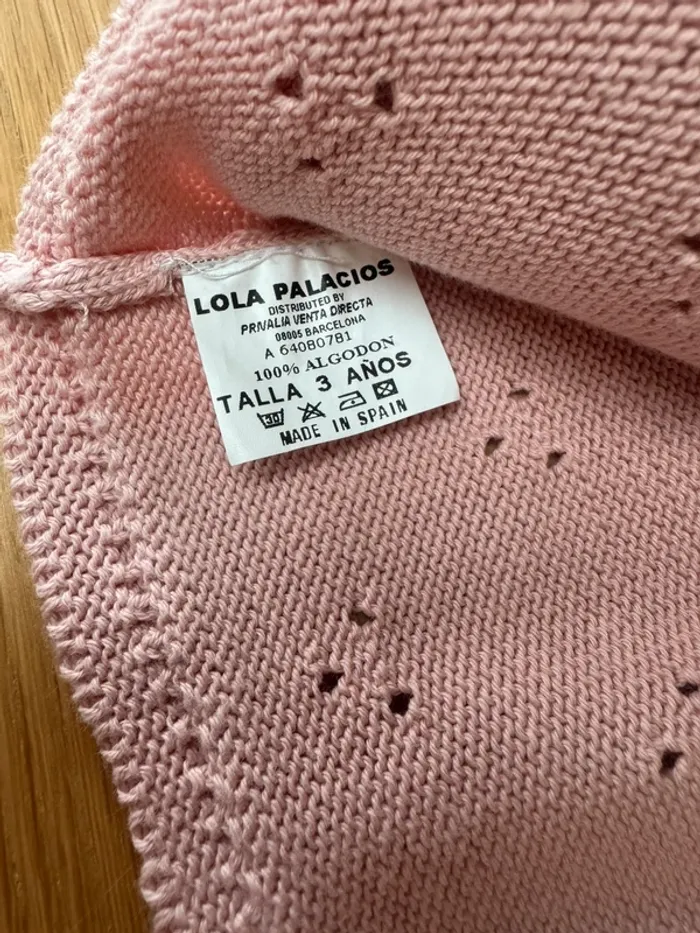 LOLA PALACIOS
DISTRIBUTED BY
PRIVALIA VENTA DIRECTA
08005 BARCELONA
A 64080781
100% ALGODON
TALLA 3 AÑOS
30
MADE IN SPAIN